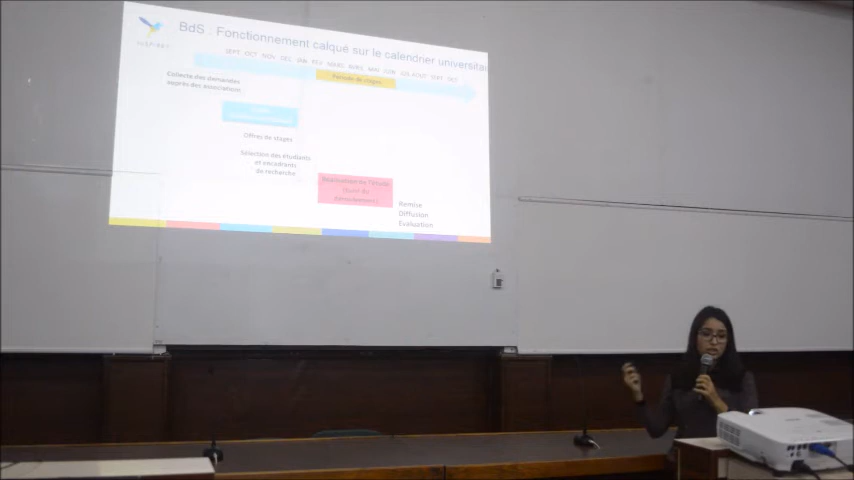 BdS : Fonctionnement calqué sur le calendrier universitai
INSPIRE
SEPT OCT NOV DEC JAN FEV MARS AVRIL MAI JUIN JUIL AOUT SEPT OCT
Période de stages
Collecte des demandes
auprès des associations
Offres de stages
Sélection des étudiants
et encadrants
de recherche
Remise
Diffusion
Evaluation